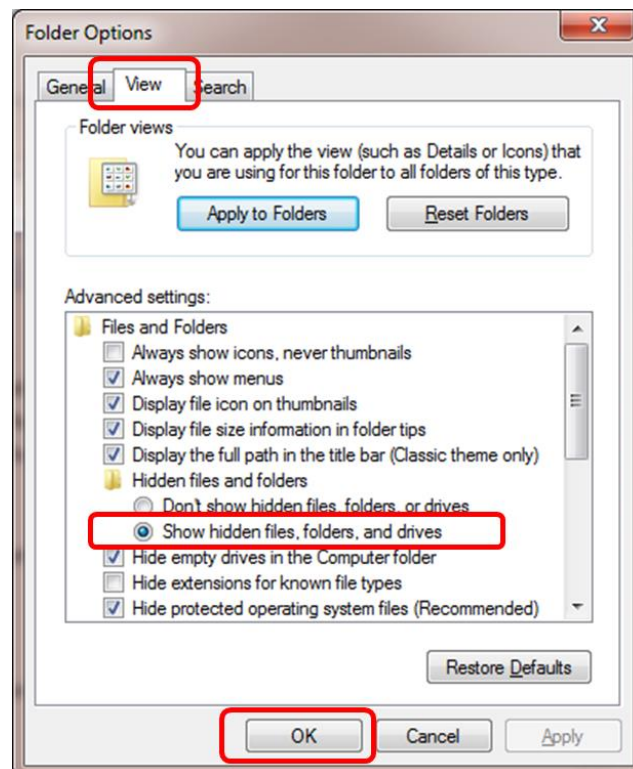 Folder Options
General View Search
Folder views
You can apply the view (such as Details or Icons) that
you are using for this folder to all folders of this type.
Apply to Folders Reset Folders
Advanced settings:
Files and Folders
Always show icons, never thumbnails
Always show menus
Display file icon on thumbnails
Display file size information in folder tips
Display the full path in the title bar (Classic theme only)
Hidden files and folders
Don't show hidden files, folders, or drives
Show hidden files, folders, and drives
Hide empty drives in the Computer folder
Hide extensions for known file types
Hide protected operating system files (Recommended)
Restore Defaults
OK Cancel Apply